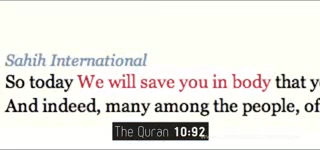 Sahih International
So today We will save you in body that y
And indeed, many among the people, of
The Quran 10:92